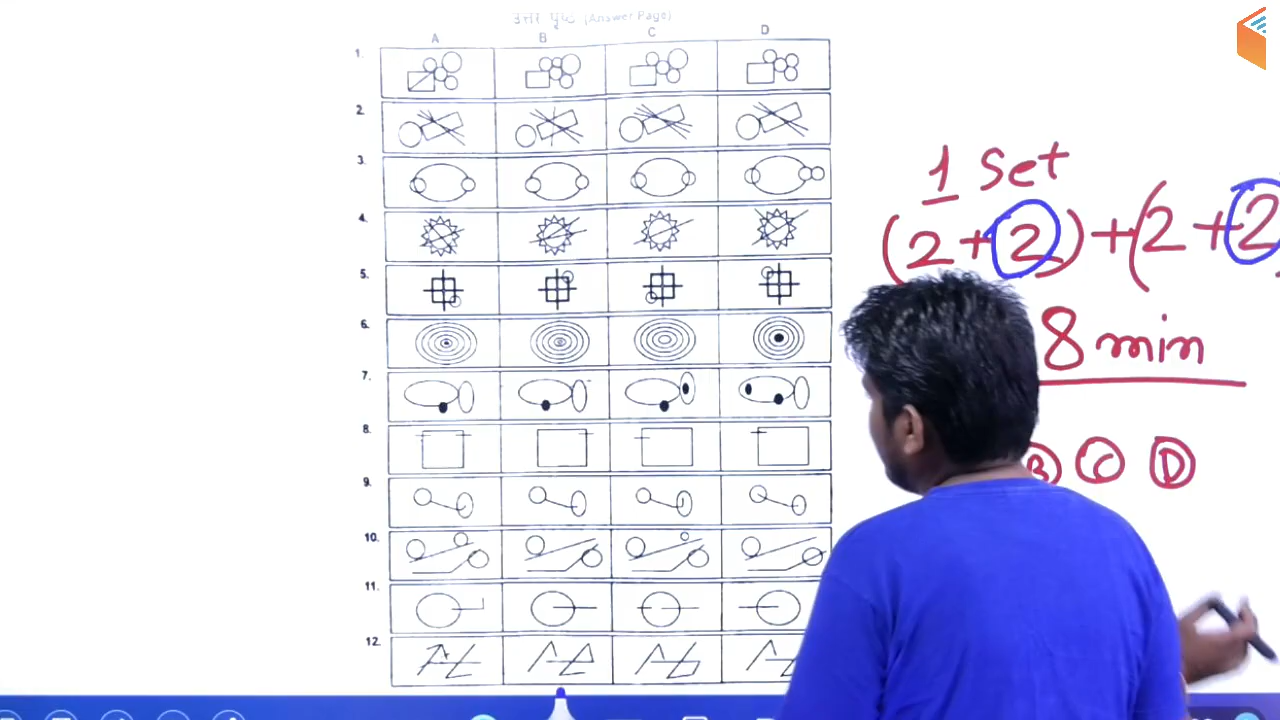 उत्तर पृष्ठ (Answer Page)
A B C D
1.
2.
3.
4.
5.
6.
7.
8.
9.
10.
11.
12.
1 Set
(2+2)+(2+2
8 min
B C D